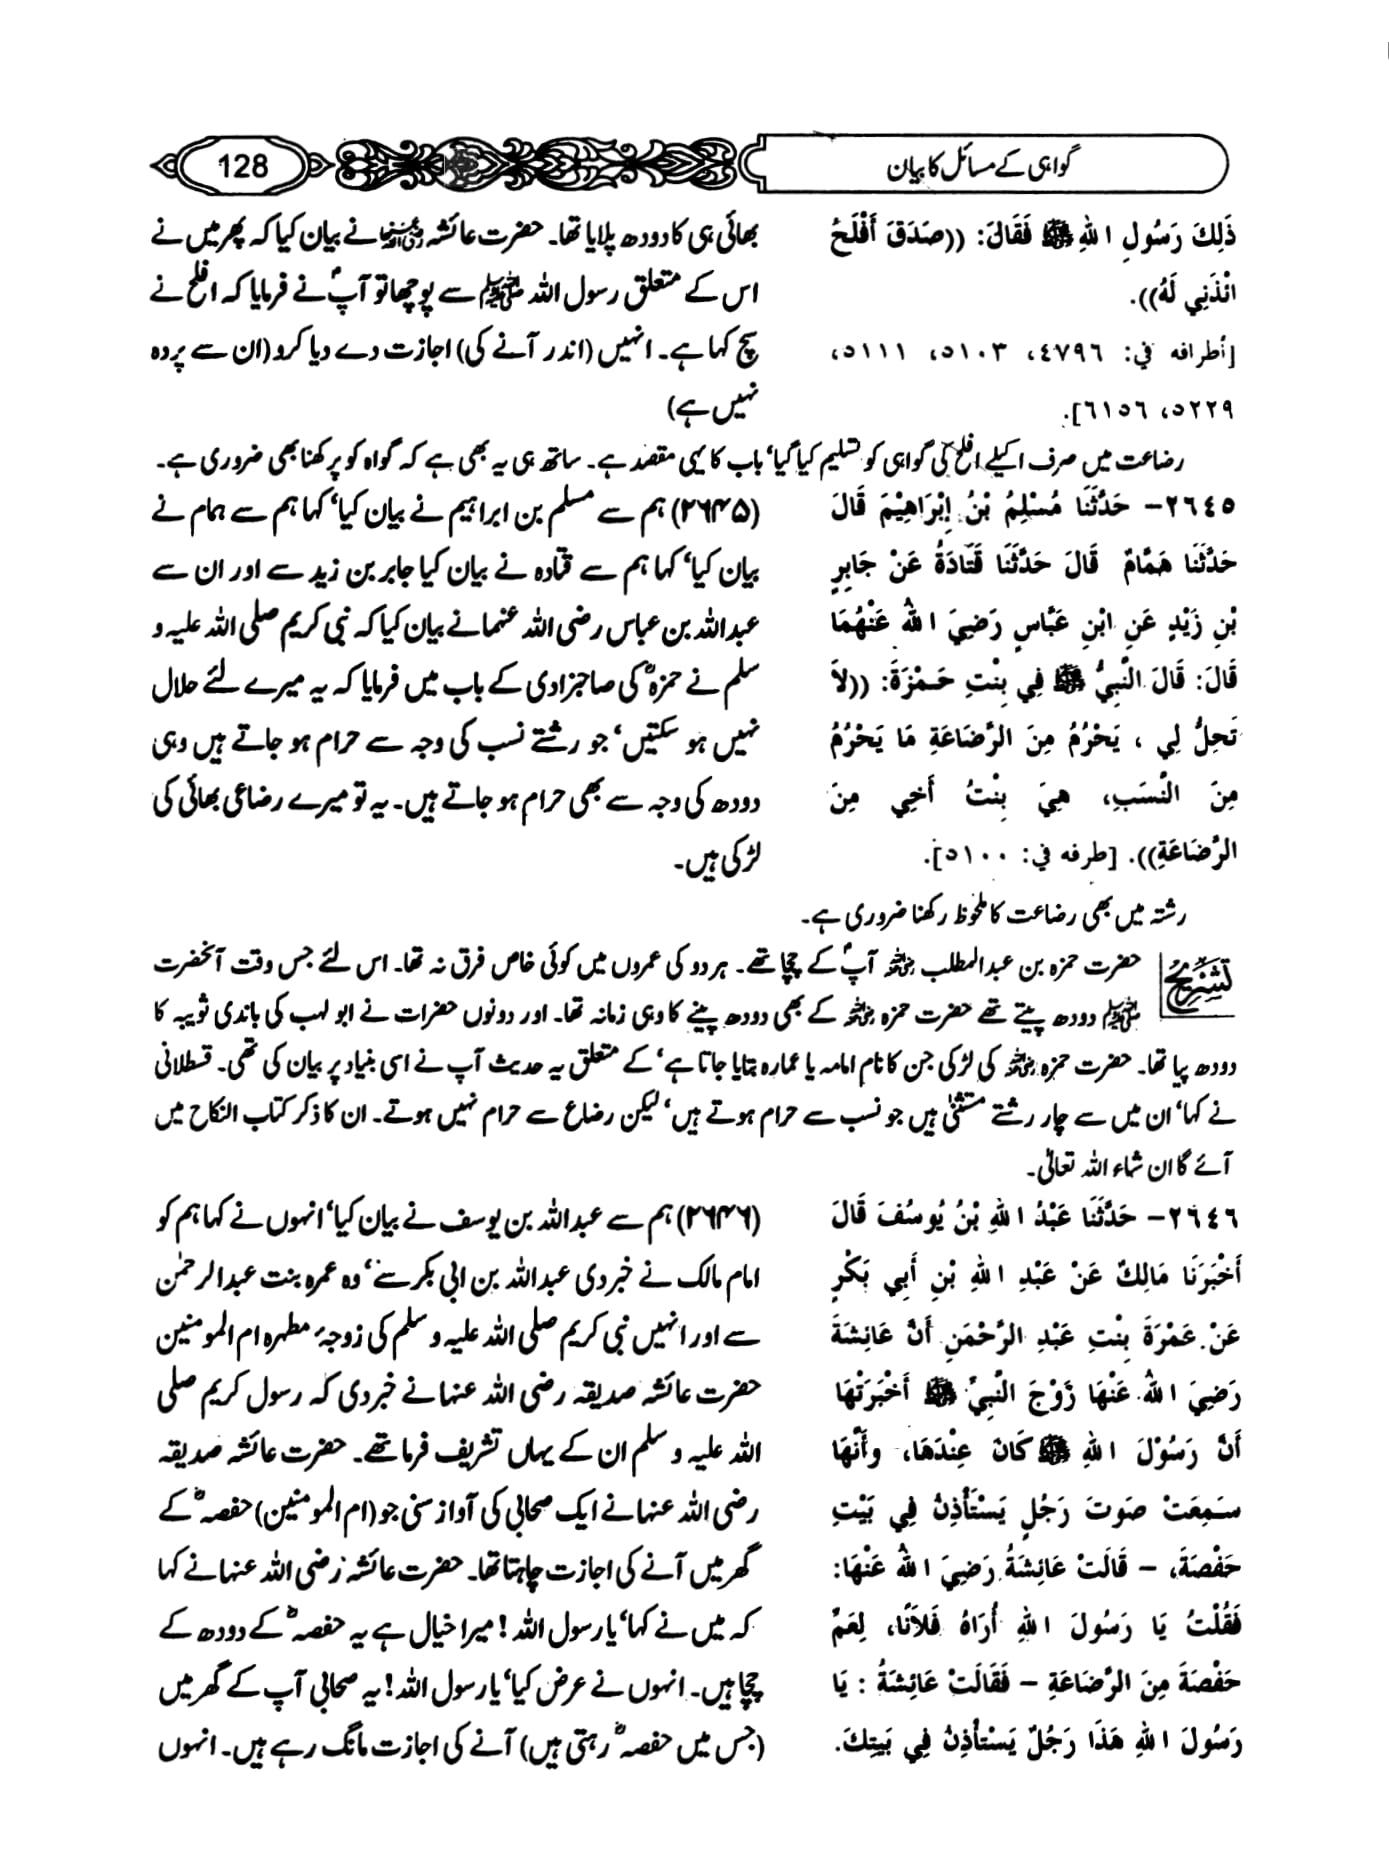 گواہی کے مسائل کا بیان
128
ذَلِكَ رَسُولِ اللهِ ﷺ فَقَالَ: ((صَدَقَ أَفْلَحُ
ائْذَنِي لَهُ)).
[أطرافه في: ٤٧٩٦، ٥١٠٣، ٥١١١،
٥٢٢٩، ٦١٥٦].
بھائی ہی کا دودھ پلایا تھا۔ حضرت عائشہ رضی اللہ عنہا نے بیان کیا کہ پھر میں نے
اس کے متعلق رسول اللہ ﷺ سے پوچھا تو آپؐ نے فرمایا کہ افلح نے
سچ کہا ہے۔ انہیں (اندر آنے کی) اجازت دے دیا کرو (ان سے پردہ
نہیں ہے)
رضاعت میں صرف اکیلے افلح کی گواہی کو تسلیم کیا گیا‘ باب کا یہی مقصد ہے۔ ساتھ ہی یہ بھی ہے کہ گواہ کو پرکھنا بھی ضروری ہے۔
٢٦٤٥– حَدَّثَنَا مُسْلِمُ بْنُ إِبْرَاهِيْمَ قَالَ
حَدَّثَنَا هَمَّامٌ قَالَ حَدَّثَنَا قَتَادَةُ عَنْ جَابِرِ
بْنِ زَيْدٍ عَنِ ابْنِ عَبَّاسٍ رَضِيَ اللهُ عَنْهُمَا
قَالَ: قَالَ النَّبِيُّ ﷺ فِي بِنْتِ حَمْزَةَ: ((لاَ
تَحِلُّ لِي ، يَحْرُمُ مِنَ الرَّضَاعَةِ مَا يَحْرُمُ
مِنَ النَّسَبِ، هِيَ بِنْتُ أَخِي مِنَ
الرَّضَاعَةِ)). [طرفه في: ٥١٠٠].
(۲۶۴۵) ہم سے مسلم بن ابراہیم نے بیان کیا‘ کہا ہم سے ہمام نے
بیان کیا‘ کہا ہم سے قتادہ نے بیان کیا جابر بن زید سے اور ان سے
عبداللہ بن عباس رضی اللہ عنہما نے بیان کیا کہ نبی کریم صلی اللہ علیہ و
سلم نے حمزہؓ کی صاحبزادی کے باب میں فرمایا کہ یہ میرے لئے حلال
نہیں ہو سکتیں‘ جو رشتے نسب کی وجہ سے حرام ہو جاتے ہیں وہی
دودھ کی وجہ سے بھی حرام ہو جاتے ہیں۔ یہ تو میرے رضاعی بھائی کی
لڑکی ہیں۔
رشتہ میں بھی رضاعت کا ملحوظ رکھنا ضروری ہے۔
تشریح
حضرت حمزہ بن عبدالمطلب رضی اللہ عنہ آپؐ کے چچا تھے۔ ہر دو کی عمروں میں کوئی خاص فرق نہ تھا۔ اس لئے جس وقت آنحضرت
ﷺ دودھ پیتے تھے حضرت حمزہ رضی اللہ عنہ کے بھی دودھ پینے کا وہی زمانہ تھا۔ اور دونوں حضرات نے ابو لہب کی باندی ثویبہ کا
دودھ پیا تھا۔ حضرت حمزہ رضی اللہ عنہ کی لڑکی جن کا نام امامہ یا عمارہ بتایا جاتا ہے‘ کے متعلق یہ حدیث آپ نے اسی بنیاد پر بیان کی تھی۔ قسطلانی
نے کہا‘ ان میں سے چار رشتے مستثنیٰ ہیں جو نسب سے حرام ہوتے ہیں‘ لیکن رضاع سے حرام نہیں ہوتے۔ ان کا ذکر کتاب النکاح میں
آئے گا ان شاء اللہ تعالیٰ۔
٢٦٤٦– حَدَّثَنَا عَبْدُ اللهِ بْنُ يُوسُفَ قَالَ
أَخْبَرَنَا مَالِكٌ عَنْ عَبْدِ اللهِ بْنِ أَبِي بَكْرٍ
عَنْ عَمْرَةَ بِنْتِ عَبْدِ الرَّحْمَنِ أَنَّ عَائِشَةَ
رَضِيَ اللهُ عَنْهَا زَوْجَ النَّبِيِّ ﷺ أَخْبَرَتْهَا
أَنَّ رَسُوْلَ اللهِ ﷺ كَانَ عِنْدَهَا، وأَنَّهَا
سَمِعَتْ صَوتَ رَجُلٍ يَسْتَأْذِنُ فِي بَيْتِ
حَفْصَةَ، – قَالَتْ عَائِشَةُ رَضِيَ اللهُ عَنْهَا:
فَقُلْتُ يَا رَسُولَ اللهِ أُرَاهُ فَلاَنًا، لِعَمِّ
حَفْصَةَ مِنَ الرَّضَاعَةِ – فَقَالَتْ عَائِشَةُ : يَا
رَسُولَ اللهِ هَذَا رَجُلٌ يَسْتَأْذِنُ فِي بَيتِكَ.
(۲۶۴۶) ہم سے عبداللہ بن یوسف نے بیان کیا‘ انہوں نے کہا ہم کو
امام مالک نے خبر دی عبداللہ بن ابی بکر سے‘ وہ عمرہ بنت عبدالرحمٰن
سے اور انہیں نبی کریم صلی اللہ علیہ و سلم کی زوجۂ مطہرہ ام المومنین
حضرت عائشہ صدیقہ رضی اللہ عنہا نے خبر دی کہ رسول کریم صلی
اللہ علیہ و سلم ان کے یہاں تشریف فرما تھے۔ حضرت عائشہ صدیقہ
رضی اللہ عنہا نے ایک صحابی کی آواز سنی جو (ام المومنین) حفصہؓ کے
گھر میں آنے کی اجازت چاہتا تھا۔ حضرت عائشہ رضی اللہ عنہا نے کہا
کہ میں نے کہا‘ یا رسول اللہ! میرا خیال ہے یہ حفصہؓ کے دودھ کے
چچا ہیں۔ انہوں نے عرض کیا‘ یا رسول اللہ! یہ صحابی آپ کے گھر میں
(جس میں حفصہؓ رہتی ہیں) آنے کی اجازت مانگ رہے ہیں۔ انہوں